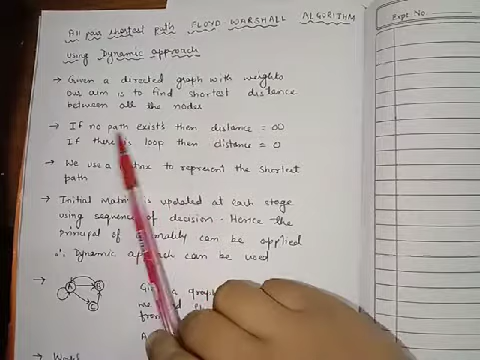 All pair shortest path FLOYD WARSHALL ALGORITHM
using Dynamic approach
→ Given a directed graph with weights
our aim is to find shortest distance
between all the nodes
→ If no path exists then distance = ∞
If there is loop then distance = 0
→ We use a matrix to represent the shortest
path
→ Initial Matrix is updated at each stage
using sequence of decision. Hence the
principal of optimality can be applied
∴ Dynamic approach can be used
→ A B C
Expt. No.